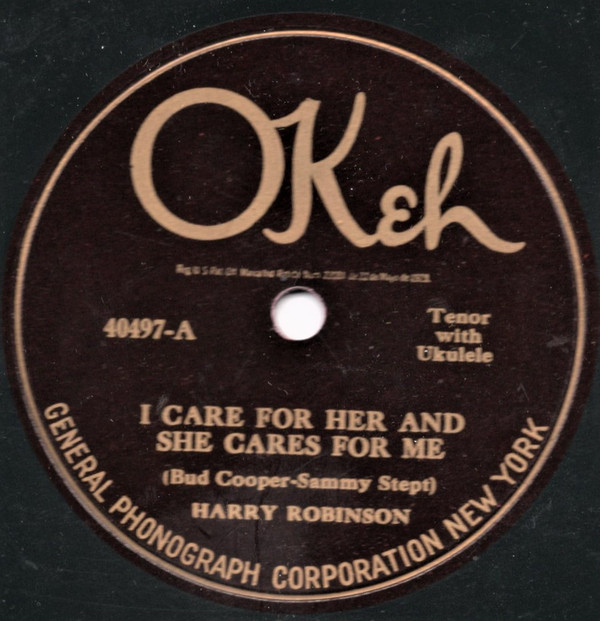 OKeh
40497-A
Tenor
with
Ukulele
I CARE FOR HER AND
SHE CARES FOR ME
(Bud Cooper-Sammy Stept)
HARRY ROBINSON
GENERAL PHONOGRAPH CORPORATION NEW YORK